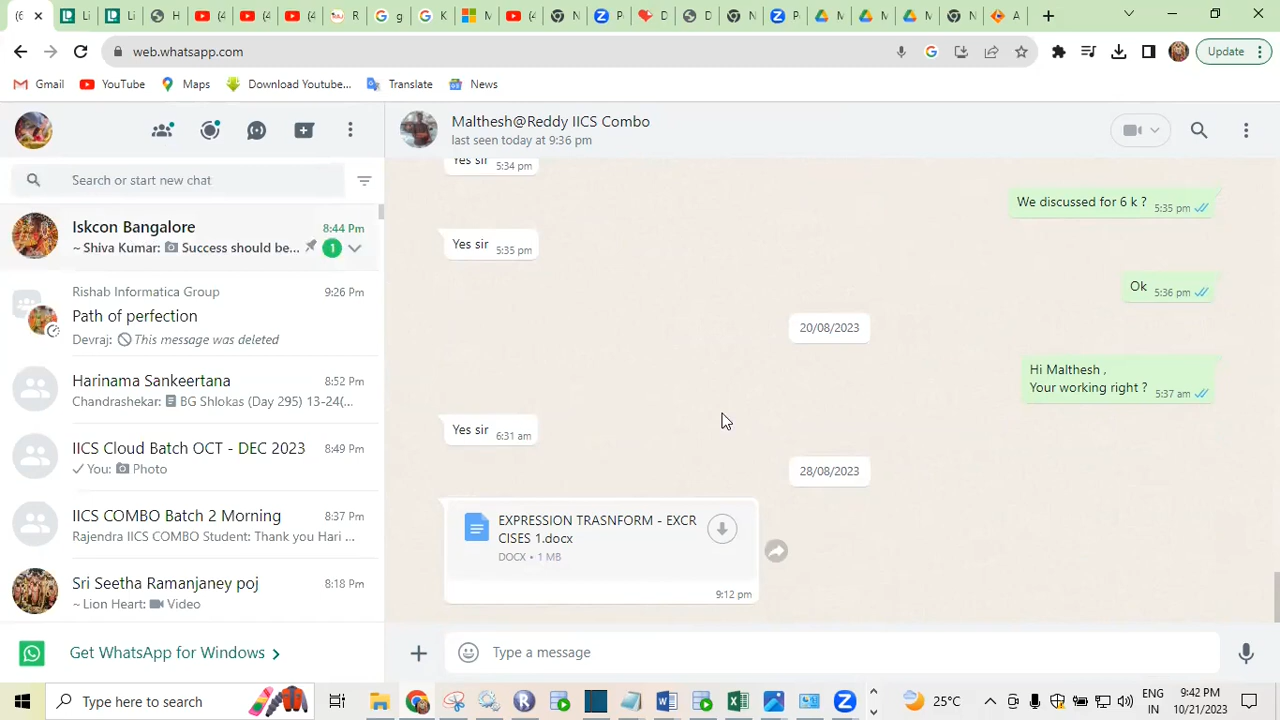 (6
Li
Li
H
(4
(4
(4
R
g
K
M
(4
N
P
D
D
N
P
M
M
M
N
A
web.whatsapp.com
Update
Gmail
YouTube
Maps
Download Youtube...
Translate
News
Malthesh@Reddy IICS Combo
last seen today at 9:36 pm
Search or start new chat
Iskcon Bangalore 8:44 Pm
~ Shiva Kumar: Success should be... 1
Rishab Informatica Group 9:26 Pm
Path of perfection
Devraj: This message was deleted
Harinama Sankeertana 8:52 Pm
Chandrashekar: BG Shlokas (Day 295) 13-24(...
IICS Cloud Batch OCT - DEC 2023 8:49 Pm
You: Photo
IICS COMBO Batch 2 Morning 8:37 Pm
Rajendra IICS COMBO Student: Thank you Hari ...
Sri Seetha Ramanjaney poj 8:18 Pm
~ Lion Heart: Video
Get WhatsApp for Windows
Yes sir 5:34 pm
We discussed for 6 k ? 5:35 pm
Yes sir 5:35 pm
Ok 5:36 pm
20/08/2023
Hi Malthesh ,
Your working right ? 5:37 am
Yes sir 6:31 am
28/08/2023
EXPRESSION TRASNFORM - EXCR
CISES 1.docx
DOCX • 1 MB
9:12 pm
Type a message
Type here to search
25°C
ENG
IN
9:42 PM
10/21/2023